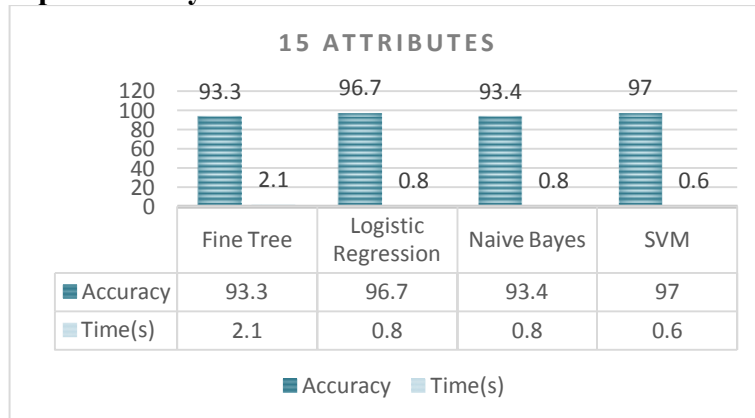 15 ATTRIBUTES
120
100
80
60
40
20
0
93.3
96.7
93.4
97
2.1
0.8
0.8
0.6
Fine Tree
Logistic
Regression
Naive Bayes
SVM
Accuracy 93.3 96.7 93.4 97
Time(s) 2.1 0.8 0.8 0.6
Accuracy Time(s)